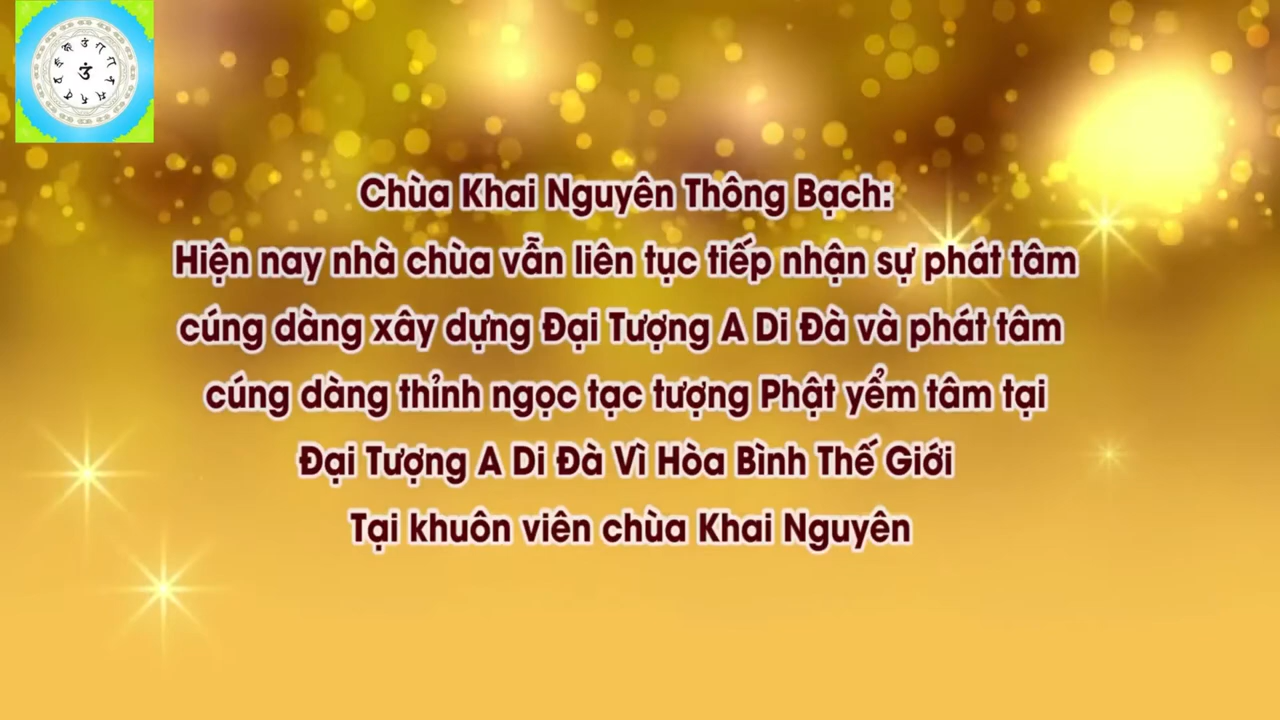 Chùa Khai Nguyên Thông Bạch:
Hiện nay nhà chùa vẫn liên tục tiếp nhận sự phát tâm
cúng dàng xây dựng Đại Tượng A Di Đà và phát tâm
cúng dàng thỉnh ngọc tạc tượng Phật yểm tâm tại
Đại Tượng A Di Đà Vì Hòa Bình Thế Giới
Tại khuôn viên chùa Khai Nguyên